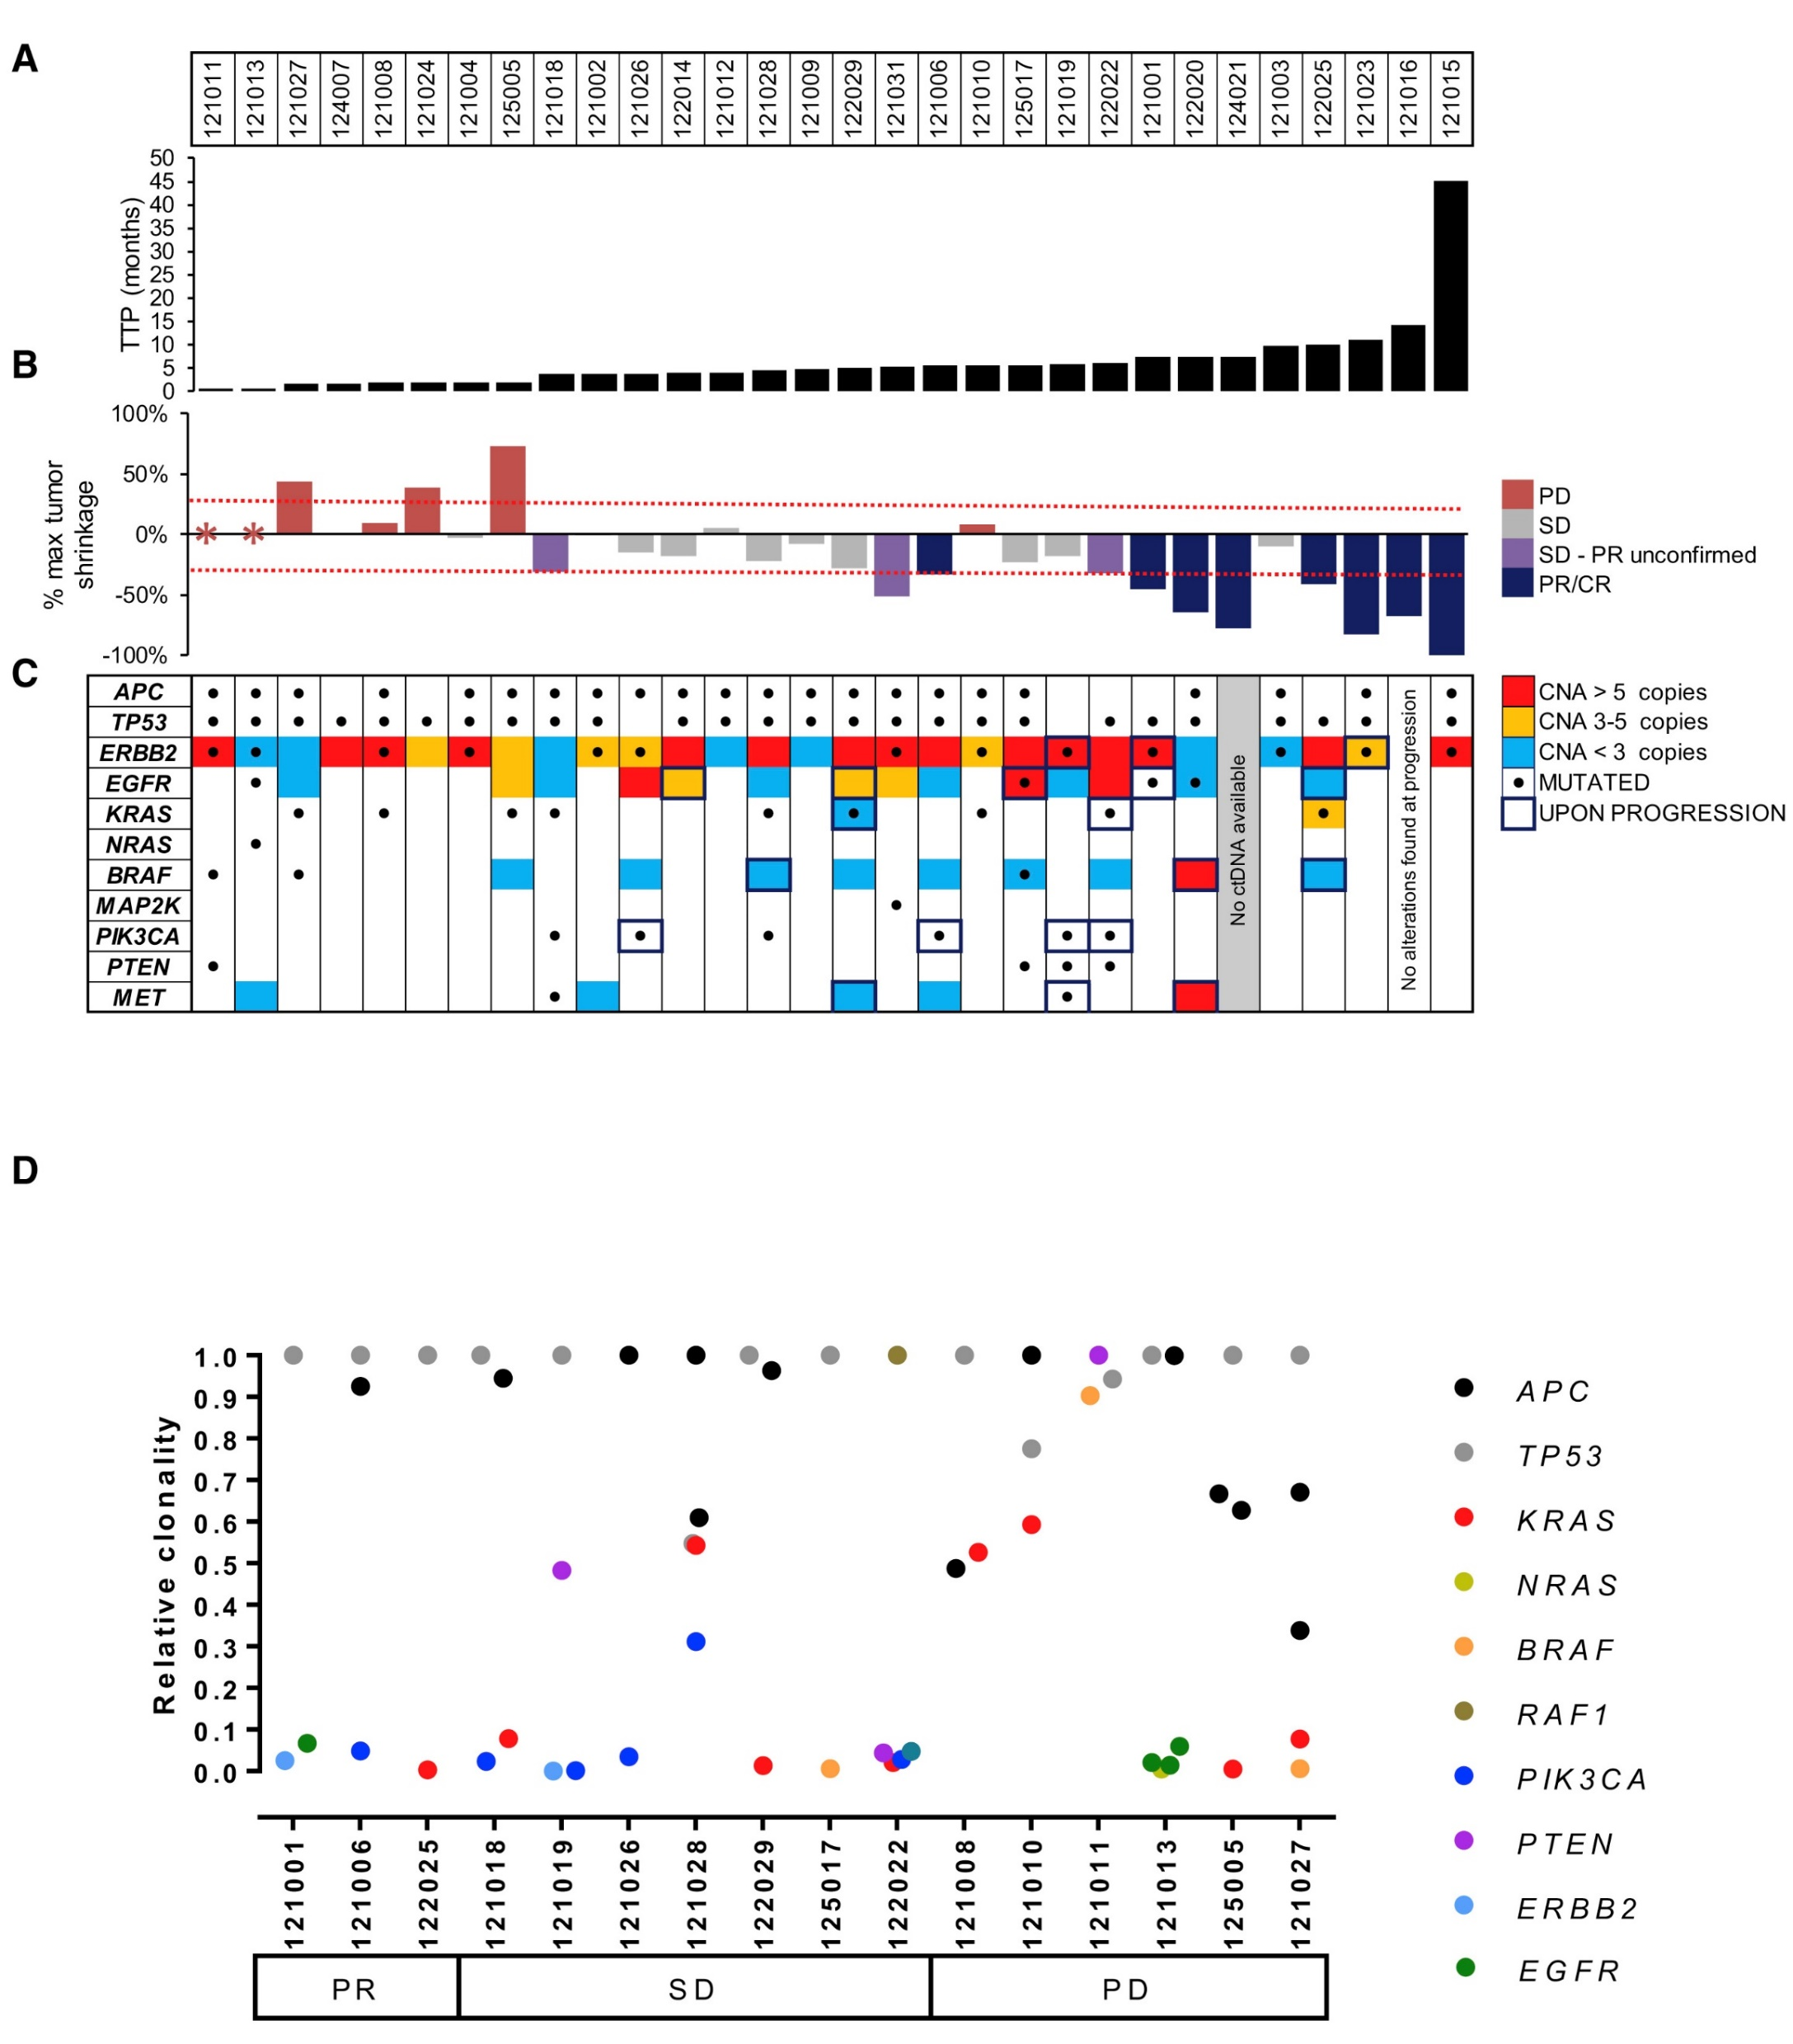 A
121011 121013 121027 124007 121008 121024 121004 125005 121018 121002 121026 122014 121012 121028 121009 122029 121031 121006 121010 125017 121019 122022 121001 122020 124021 121003 122025 121023 121016 121015
TTP (months)
50
45
40
35
30
25
20
15
10
5
0
B
% max tumor
shrinkage
100%
50%
0%
-50%
-100%
* *
PD
SD
SD - PR unconfirmed
PR/CR
C
APC
TP53
ERBB2
EGFR
KRAS
NRAS
BRAF
MAP2K
PIK3CA
PTEN
MET
No ctDNA available
No alterations found at progression
CNA > 5 copies
CNA 3-5 copies
CNA < 3 copies
MUTATED
UPON PROGRESSION
D
Relative clonality
1.0
0.9
0.8
0.7
0.6
0.5
0.4
0.3
0.2
0.1
0.0
121001 121006 122025 121018 121019 121026 121028 122029 125017 122022 121008 121010 121011 121013 125005 121027
PR SD PD
APC
TP53
KRAS
NRAS
BRAF
RAF1
PIK3CA
PTEN
ERBB2
EGFR